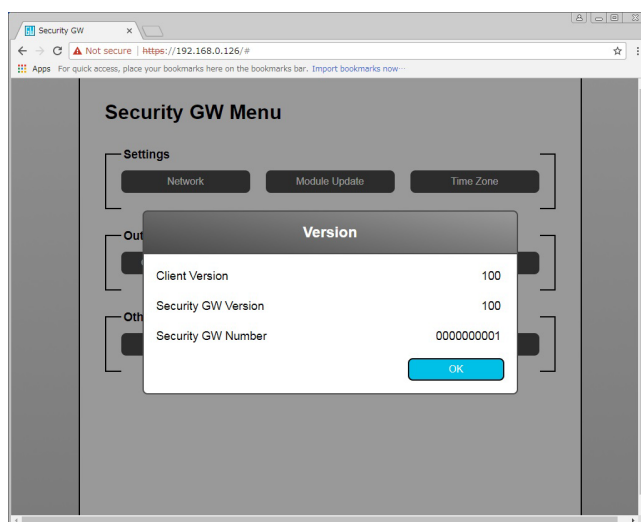 Security GW
Not secure | https://192.168.0.126/#
Apps For quick access, place your bookmarks here on the bookmarks bar. Import bookmarks now...
Security GW Menu
Settings
Network Module Update Time Zone
Version
Out
Client Version 100
Security GW Version 100
Oth
Security GW Number 0000000001
OK